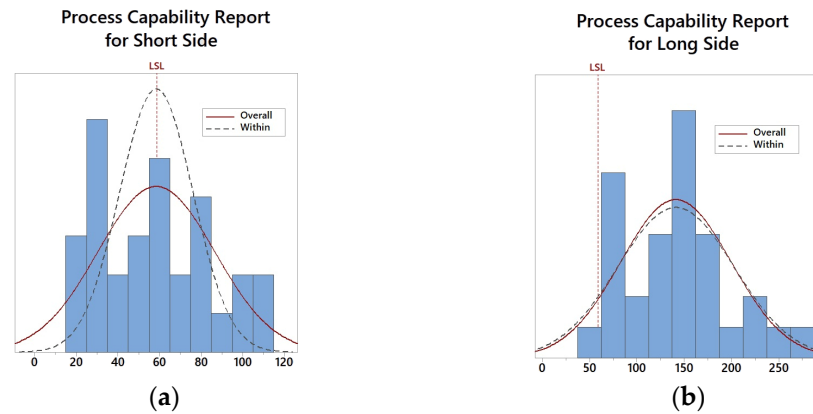 Process Capability Report
for Short Side
LSL
Overall
Within
0 20 40 60 80 100 120
(a)
Process Capability Report
for Long Side
LSL
Overall
Within
0 50 100 150 200 250
(b)